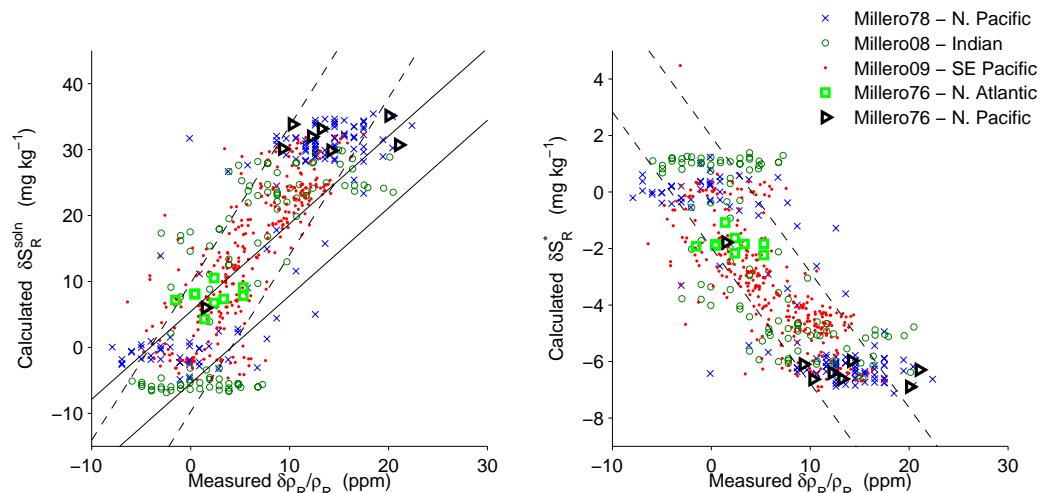 Millero78 − N. Pacific
Millero08 − Indian
Millero09 − SE Pacific
Millero76 − N. Atlantic
Millero76 − N. Pacific
40
30
20
10
0
−10
−10
0
10
20
30
Calculated δS_R^soln (mg kg⁻¹)
Measured δρ_R/ρ_R (ppm)
4
2
0
−2
−4
−6
−8
−10
0
10
20
30
Calculated δS_R^* (mg kg⁻¹)
Measured δρ_R/ρ_R (ppm)